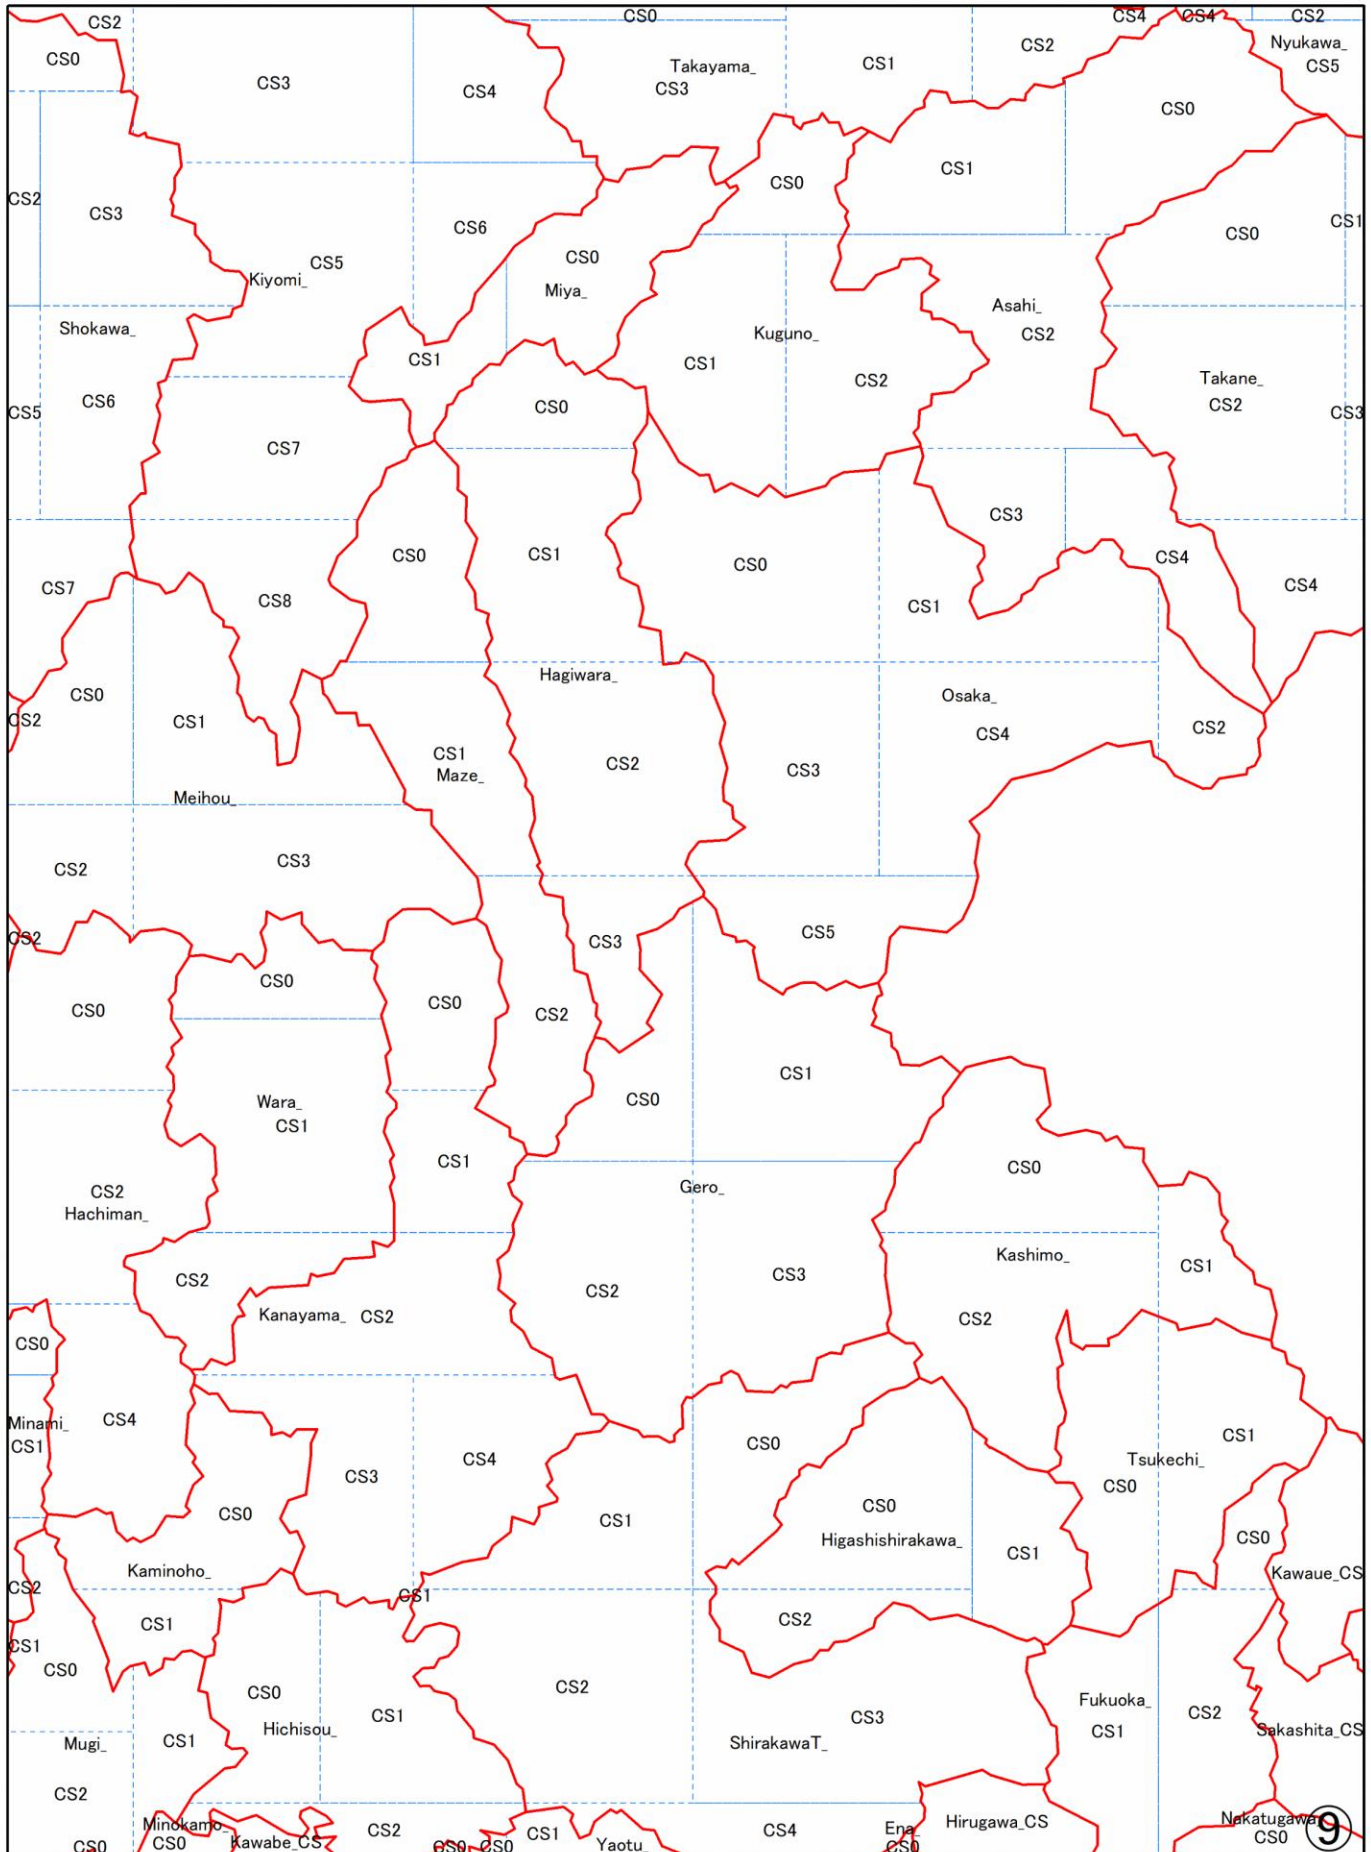 CS2
CS0
CS4
CS4
CS2
CS0
CS3
CS4
Takayama_
CS3
CS1
CS2
Nyukawa_
CS5
CS0
CS2
CS3
CS6
CS0
CS1
CS0
CS1
Kiyomi_
CS5
CS0
Miya_
Shokawa_
CS1
CS1
Kuguno_
CS2
Asahi_
CS2
Takane_
CS2
CS3
CS5
CS6
CS7
CS0
CS7
CS8
CS0
CS1
CS0
CS1
CS3
CS4
CS4
CS2
CS0
CS1
Hagiwara_
CS2
Osaka_
CS4
CS2
Meihou_
CS1
Maze_
CS3
CS2
CS3
CS2
CS0
CS0
CS0
CS3
CS2
CS5
CS1
CS0
Wara_
CS1
CS1
CS0
CS2
Hachiman_
Gero_
CS2
CS3
Kashimo_
CS1
CS2
CS2
Kanayama_ CS2
CS0
Minami_
CS1
CS4
CS3
CS4
CS0
CS0
CS1
CS0
Higashishirakawa_
CS1
Tsukechi_
CS0
CS1
CS0
Kawaue_CS
Kaminoho_
CS2
CS1
CS1
CS2
CS1
CS0
CS0
Hichisou_
CS1
CS2
CS3
ShirakawaT_
Fukuoka_
CS1
CS2
Sakashita_CS
Mugi_
CS1
CS2
Minokamo_
CS0
CS0
Kawabe_CS
CS2
CS0
CS0
CS1
Yaotu_
CS4
Ena_
CS0
Hirugawa_CS
Nakatugawa_
CS0
⑨